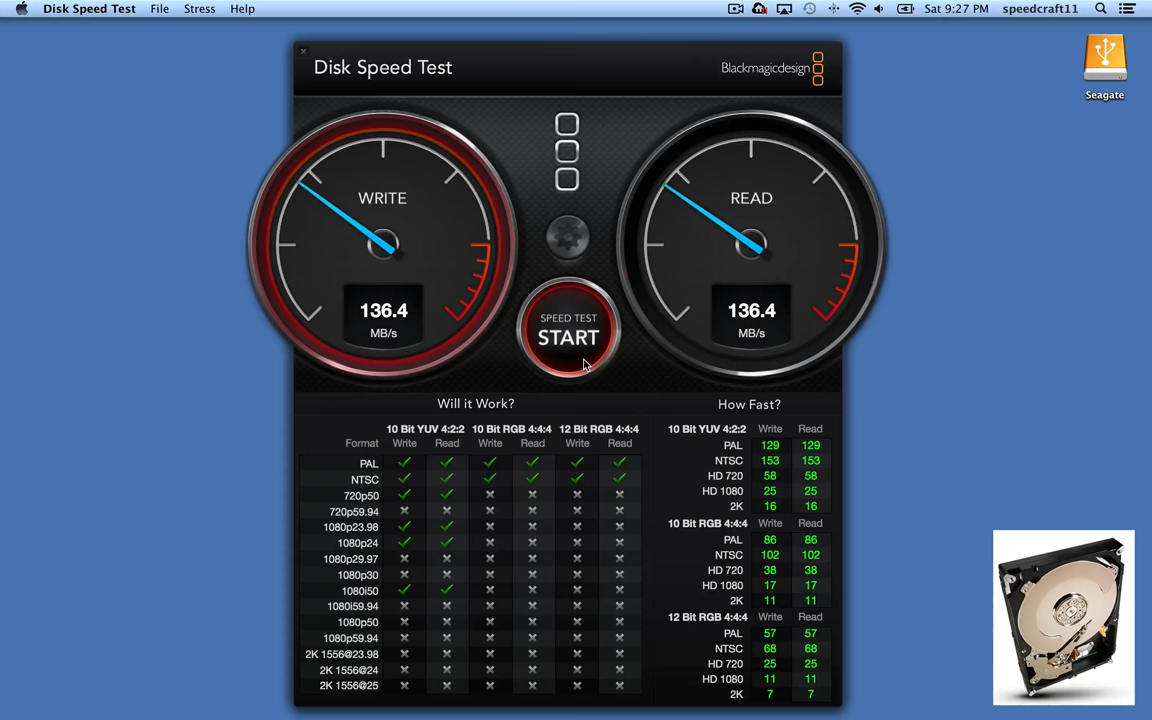 Disk Speed Test File Stress Help Sat 9:27 PM speedcraft11
Disk Speed Test
Blackmagicdesign
Seagate
WRITE
READ
136.4
MB/s
136.4
MB/s
SPEED TEST
START
Will it Work?
How Fast?
10 Bit YUV 4:2:2 10 Bit RGB 4:4:4 12 Bit RGB 4:4:4
Format Write Read Write Read Write Read
PAL
NTSC
720p50
720p59.94
1080p23.98
1080p24
1080p29.97
1080p30
1080i50
1080i59.94
1080p50
1080p59.94
2K 1556@23.98
2K 1556@24
2K 1556@25
10 Bit YUV 4:2:2 Write Read
PAL 129 129
NTSC 153 153
HD 720 58 58
HD 1080 25 25
2K 16 16
10 Bit RGB 4:4:4 Write Read
PAL 86 86
NTSC 102 102
HD 720 38 38
HD 1080 17 17
2K 11 11
12 Bit RGB 4:4:4 Write Read
PAL 57 57
NTSC 68 68
HD 720 25 25
HD 1080 11 11
2K 7 7